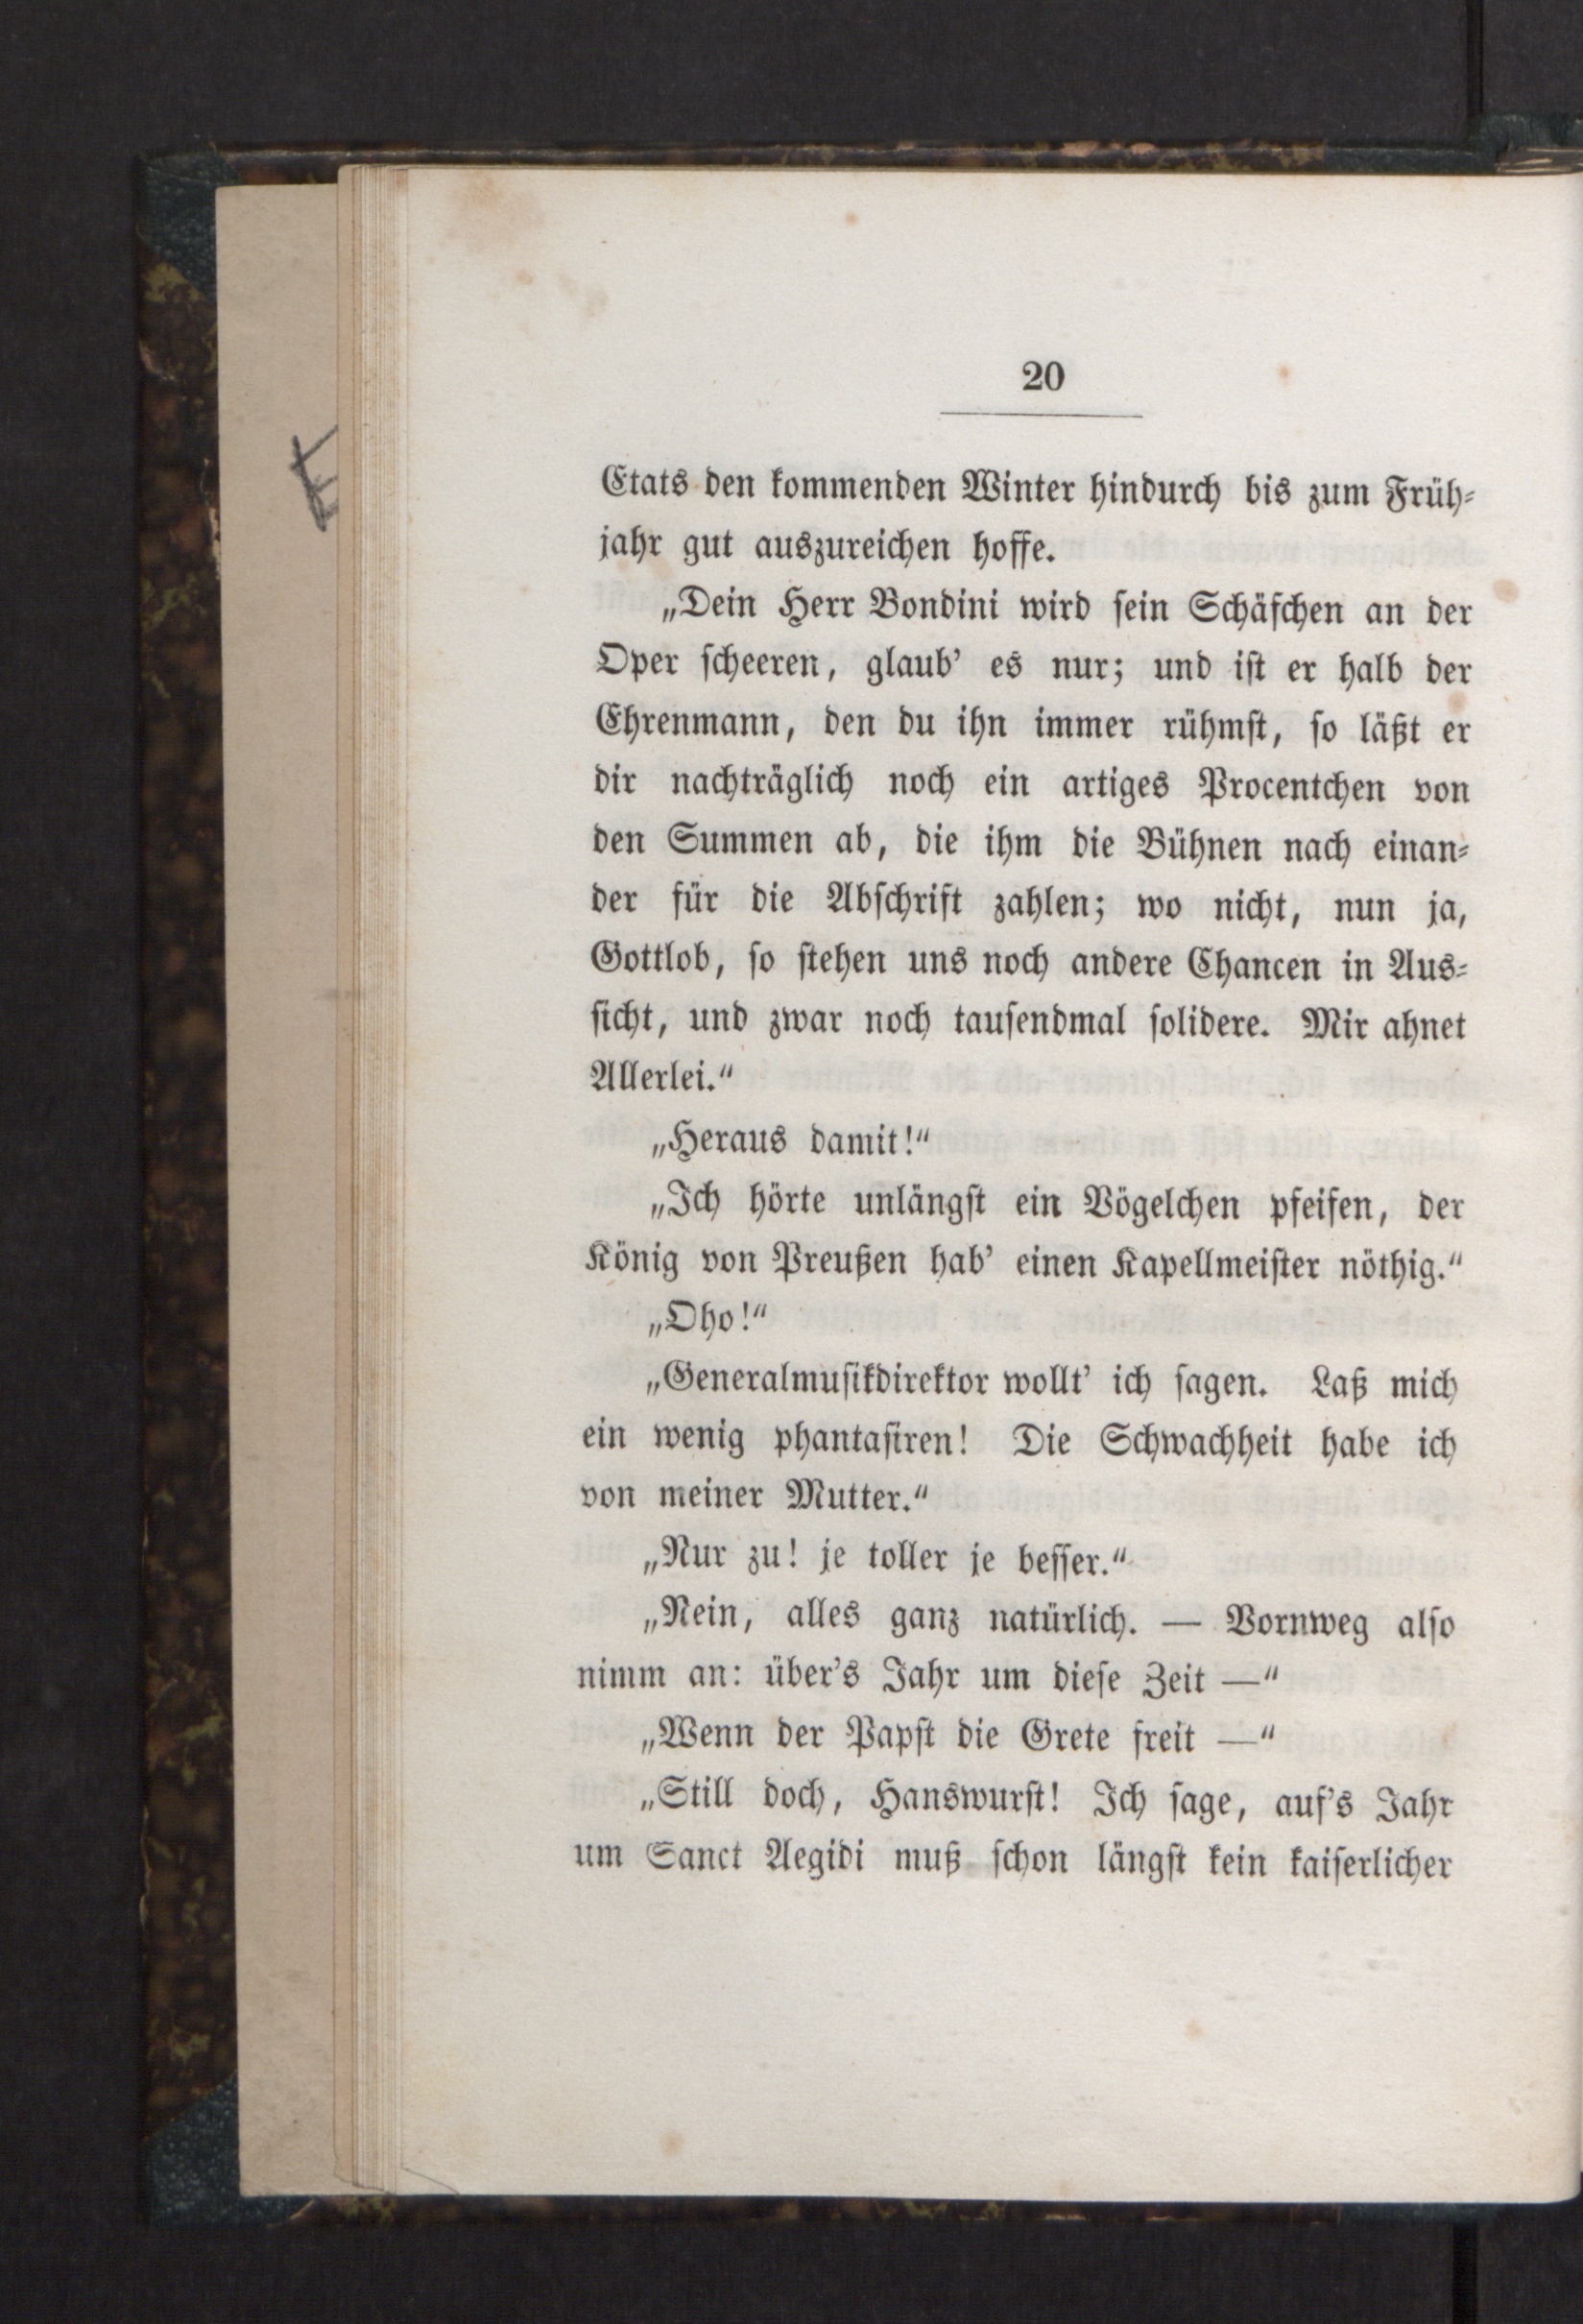 20
Etats den kommenden Winter hindurch bis zum Früh⸗
jahr gut auszureichen hoffe.
„Dein Herr Bondini wird ſein Schäfchen an der
Oper ſcheeren, glaub’ es nur; und iſt er halb der
Ehrenmann, den du ihn immer rühmſt, ſo läßt er
dir nachträglich noch ein artiges Procentchen von
den Summen ab, die ihm die Bühnen nach einan⸗
der für die Abſchrift zahlen; wo nicht, nun ja,
Gottlob, ſo ſtehen uns noch andere Chancen in Aus⸗
ſicht, und zwar noch tauſendmal ſolidere. Mir ahnet
Allerlei.“
„Heraus damit!“
„Ich hörte unlängſt ein Vögelchen pfeifen, der
König von Preußen hab’ einen Kapellmeiſter nöthig.“
„Oho!“
„Generalmuſikdirektor wollt’ ich ſagen. Laß mich
ein wenig phantaſiren! Die Schwachheit habe ich
von meiner Mutter.“
„Nur zu! je toller je beſſer.“
„Nein, alles ganz natürlich. — Vornweg alſo
nimm an: über’s Jahr um dieſe Zeit —“
„Wenn der Papſt die Grete freit —“
„Still doch, Hanswurſt! Ich ſage, auf’s Jahr
um Sanct Aegidi muß ſchon längſt kein kaiſerlicher